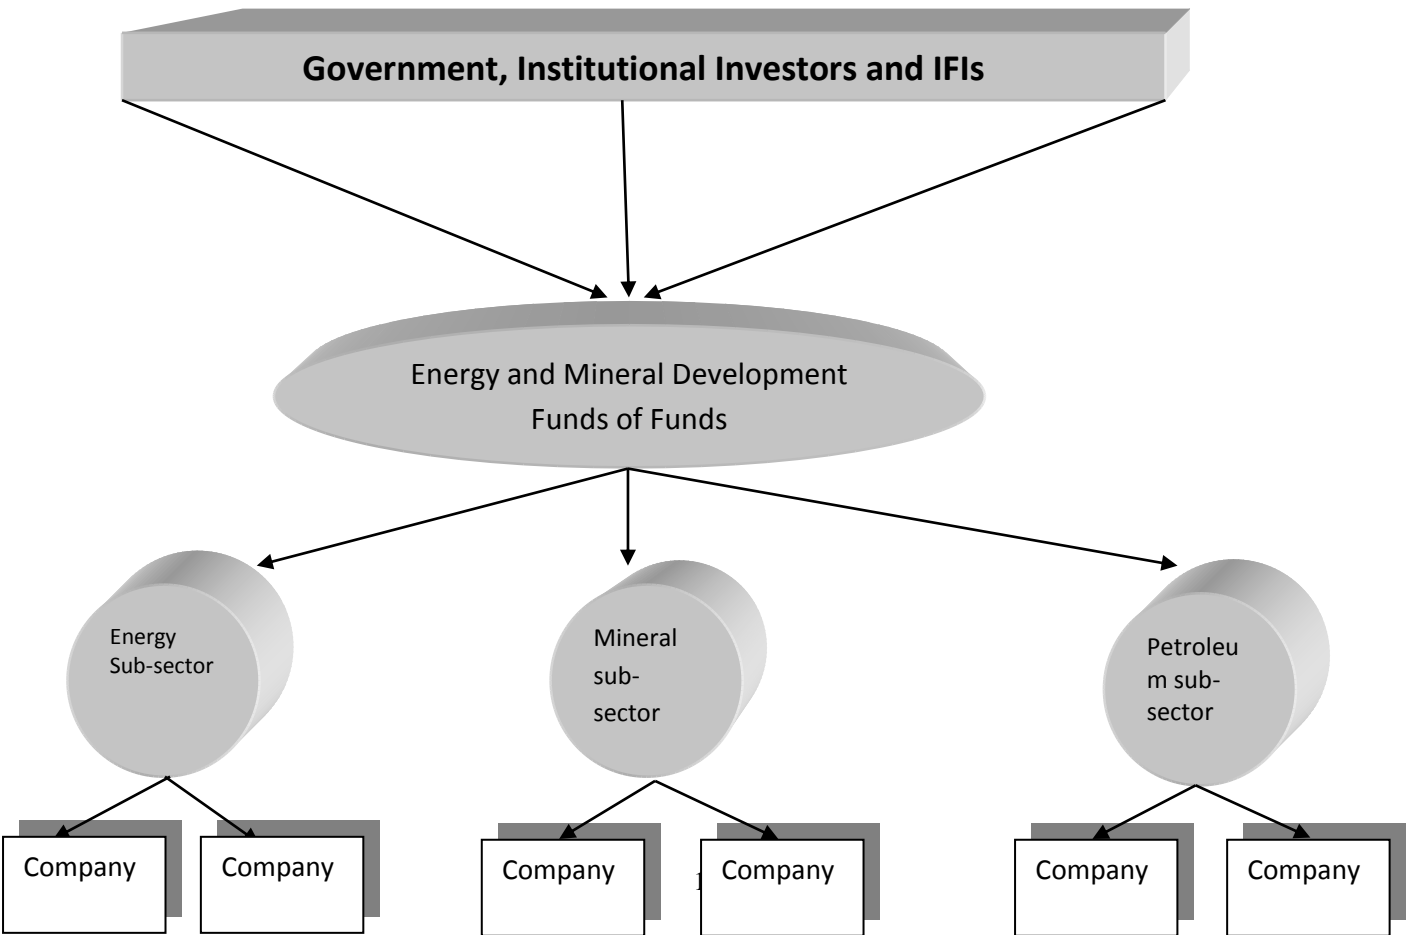 Government, Institutional Investors and IFIs
Energy and Mineral Development
Funds of Funds
Energy
Sub-sector
Mineral
sub-
sector
Petroleu
m sub-
sector
Company
Company
Company
Company
Company
Company